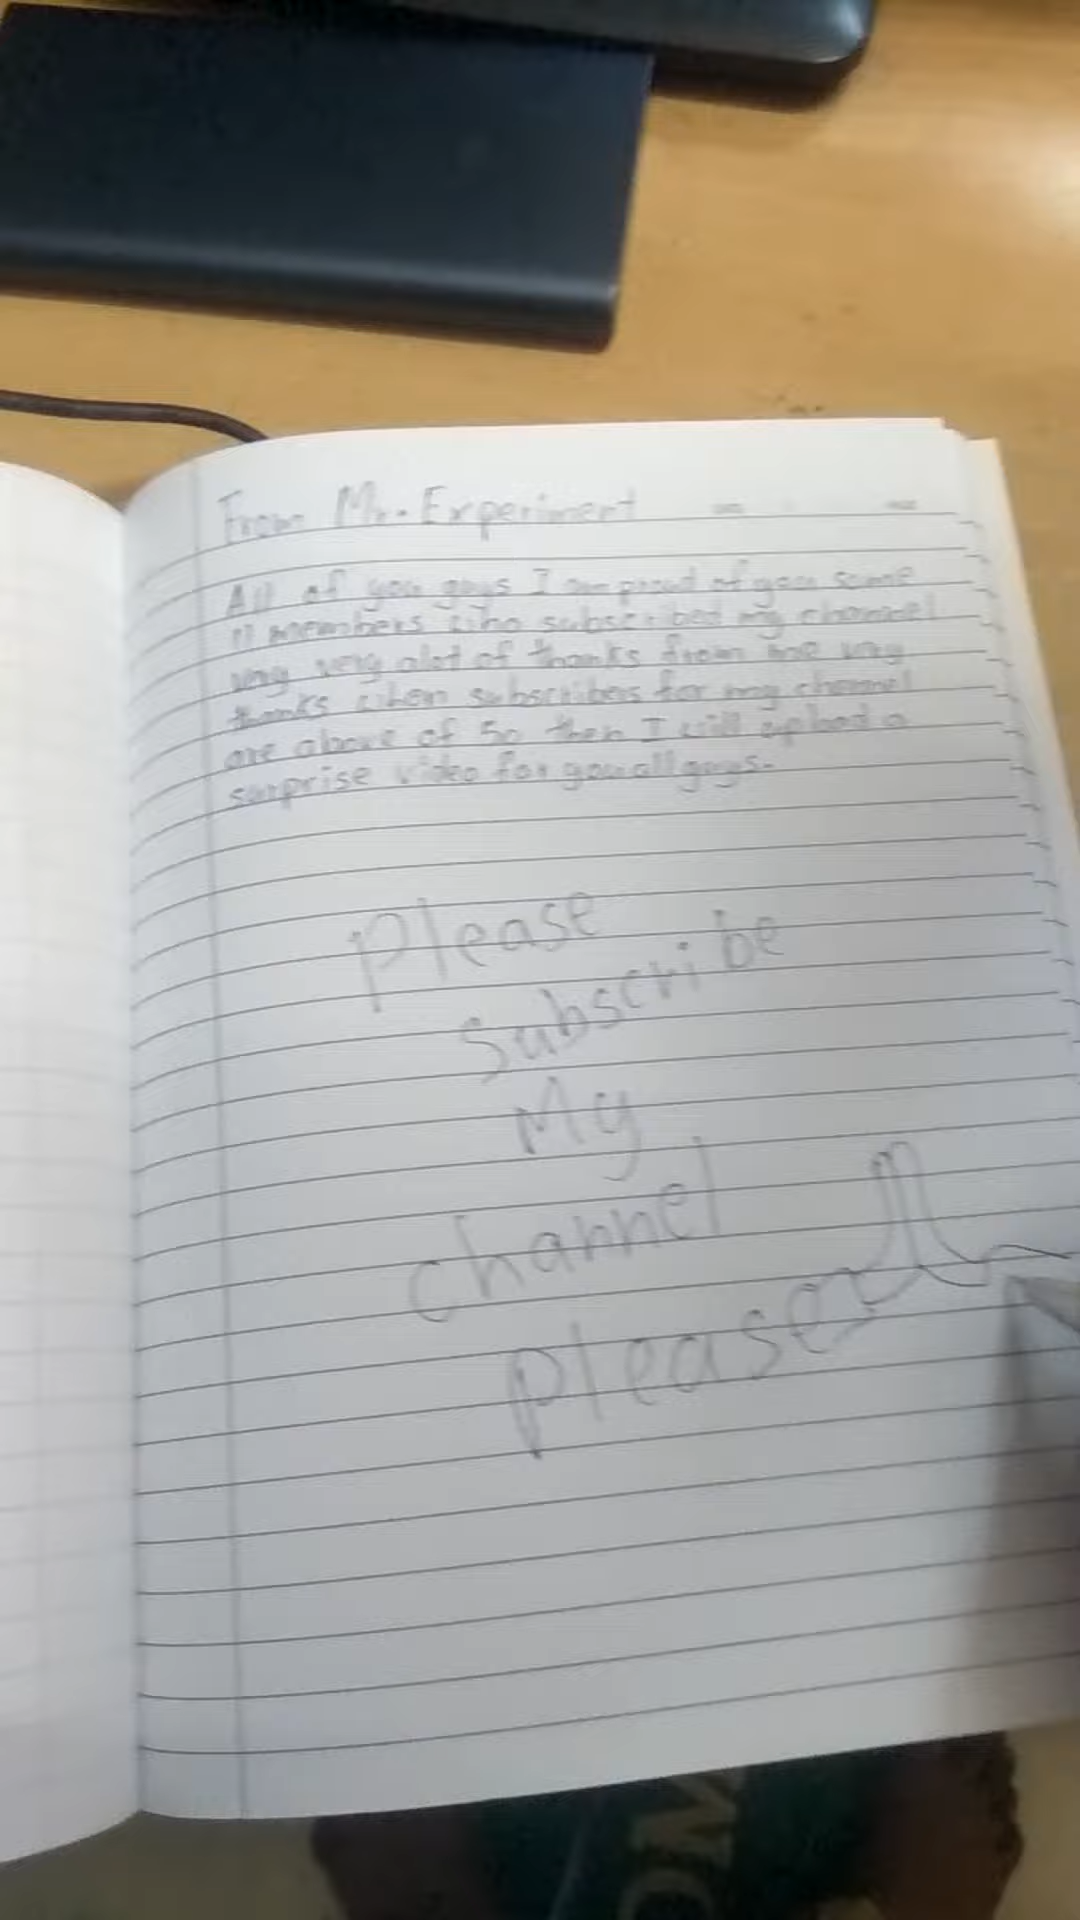 From Mr. Experiment
All of you guys I am proud of you some
11 members who subscribed my channel
very very alot of thanks from me very
thanks when subscribers for my channel
are above of 50 then I will upload a
surprise video for you all guys.
Please
Subscribe
My
channel
please